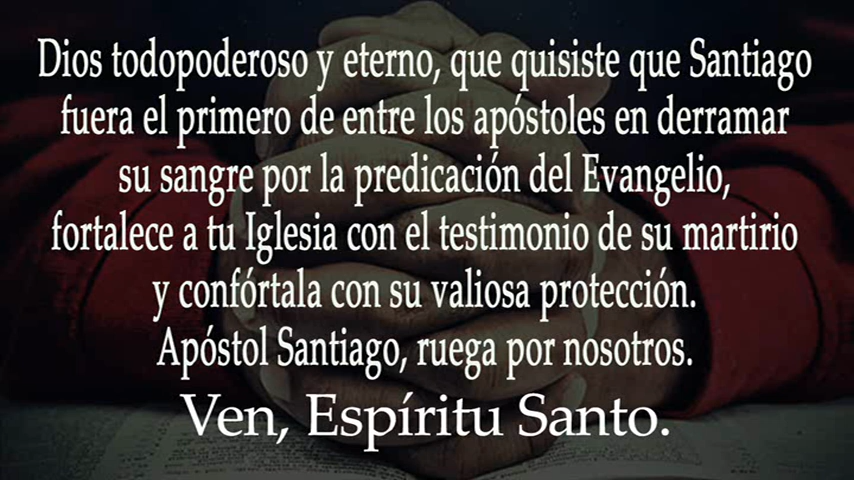 Dios todopoderoso y eterno, que quisiste que Santiago
fuera el primero de entre los apóstoles en derramar
su sangre por la predicación del Evangelio,
fortalece a tu Iglesia con el testimonio de su martirio
y confórtala con su valiosa protección.
Apóstol Santiago, ruega por nosotros.
Ven, Espíritu Santo.